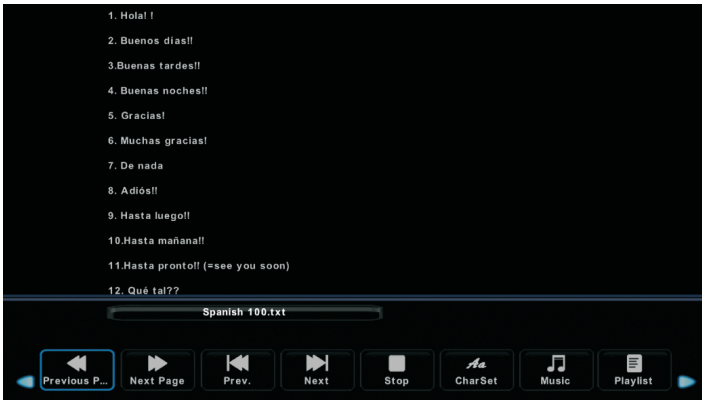 1. Hola! !
2. Buenos días!!
3.Buenas tardes!!
4. Buenas noches!!
5. Gracias!
6. Muchas gracias!
7. De nada
8. Adiós!!
9. Hasta luego!!
10.Hasta mañana!!
11.Hasta pronto!! (=see you soon)
12. Qué tal??
Spanish 100.txt
Previous P... Next Page Prev. Next Stop CharSet Music Playlist